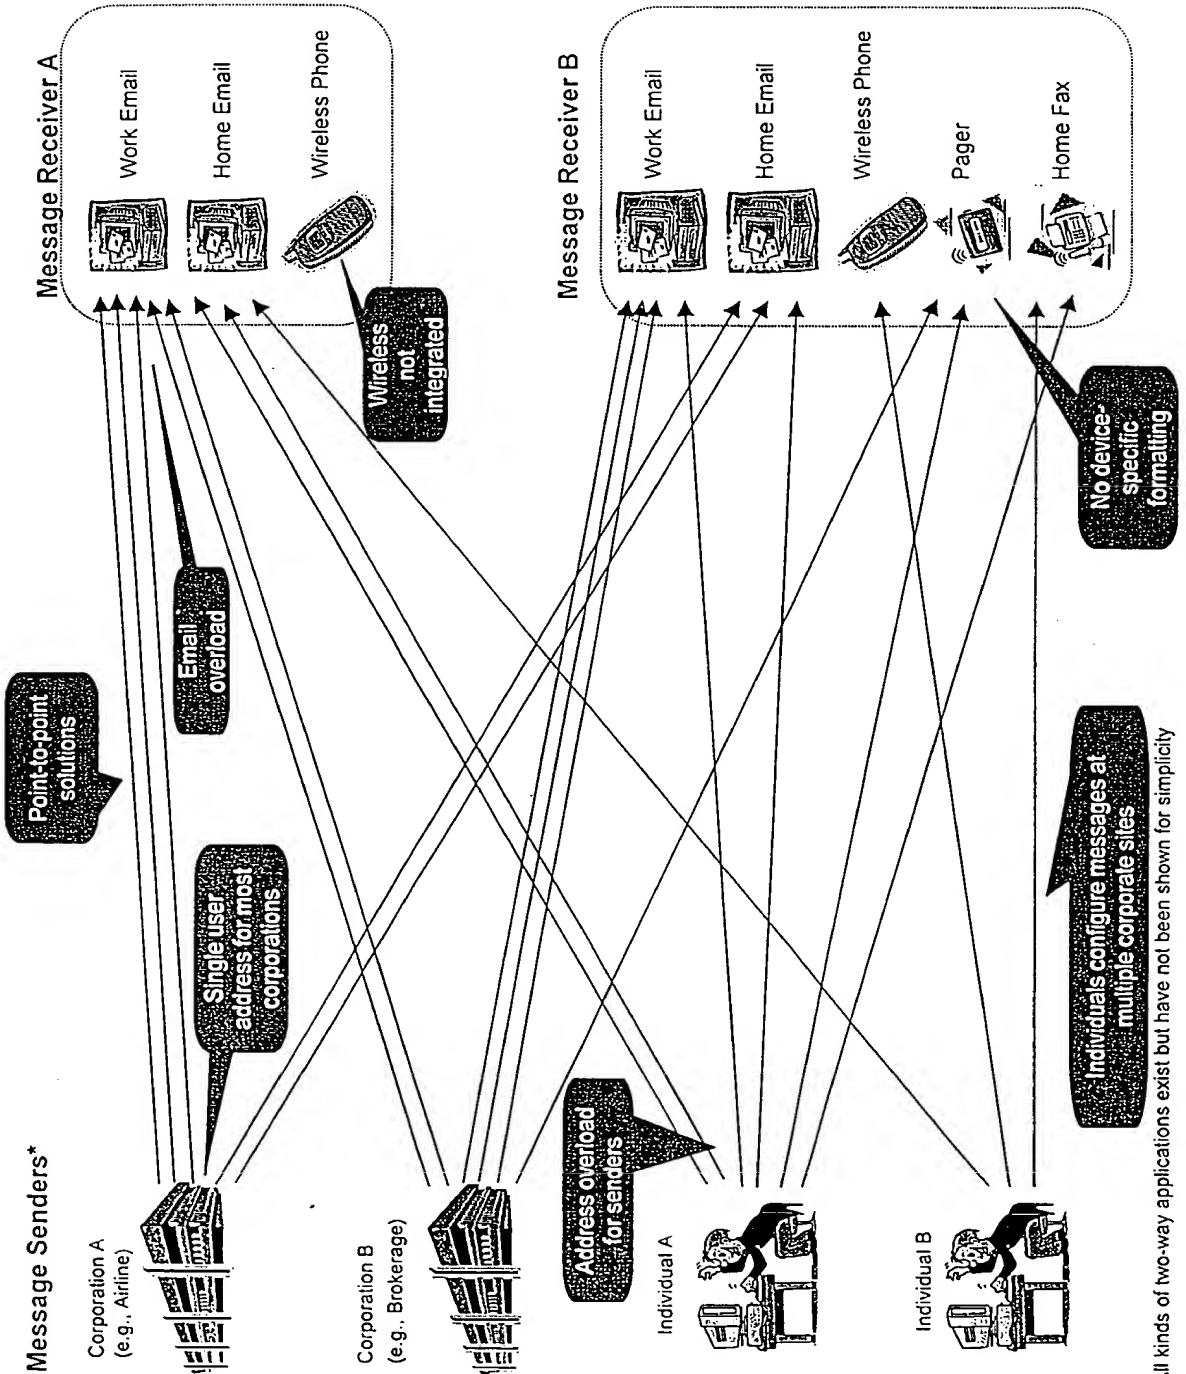 Message Senders*
Corporation A
(e.g., Airline)
Corporation B
(e.g., Brokerage)
Individual A
Individual B
Point-to-point
solutions
Single user
address for most
corporations
Email
overload
Address overload
for senders
Individuals configure messages at
multiple corporate sites
Wireless
not
integrated
No device-
specific
formatting
Message Receiver A
Work Email
Home Email
Wireless Phone
Message Receiver B
Work Email
Home Email
Wireless Phone
Pager
Home Fax
kinds of two-way applications exist but have not been shown for simplicity